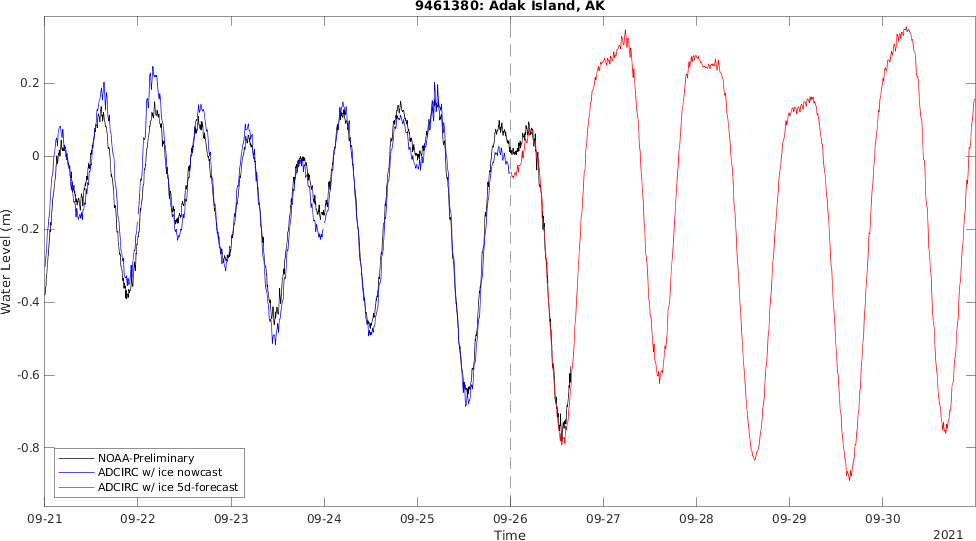 9461380: Adak Island, AK
Water Level (m)
0.2
0
-0.2
-0.4
-0.6
-0.8
NOAA-Preliminary
ADCIRC w/ ice nowcast
ADCIRC w/ ice 5d-forecast
09-21 09-22 09-23 09-24 09-25 09-26 09-27 09-28 09-29 09-30
2021
Time